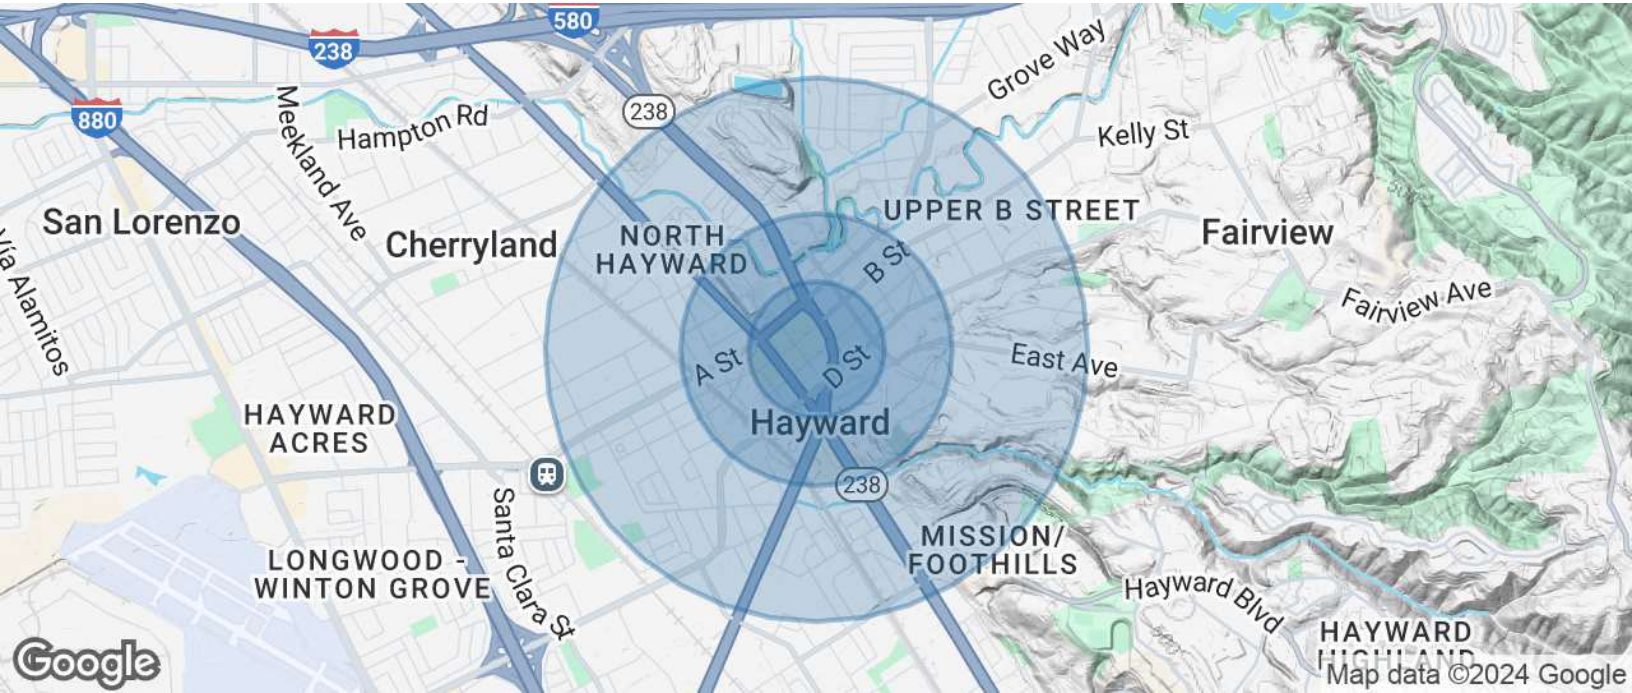 580
238
880
238
Grove Way
Meekland Ave
Hampton Rd
Kelly St
San Lorenzo
Cherryland
NORTH
HAYWARD
UPPER B STREET
Fairview
B St
Vía Alamitos
Fairview Ave
A St
D St
East Ave
HAYWARD
ACRES
Hayward
238
Santa Clara St
MISSION/
FOOTHILLS
LONGWOOD -
WINTON GROVE
Hayward Blvd
HAYWARD
HIGHLAND
Google
Map data ©2024 Google